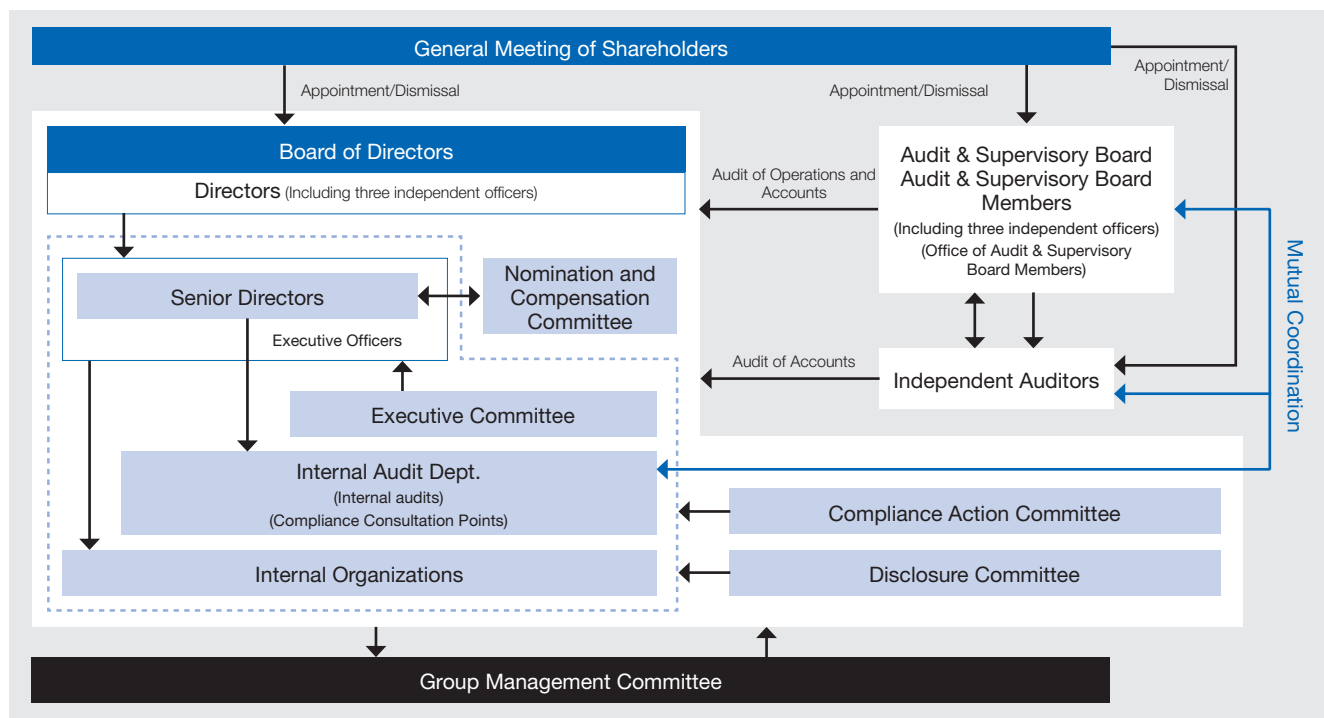 General Meeting of Shareholders
Appointment/Dismissal
Appointment/Dismissal
Appointment/
Dismissal
Board of Directors
Directors (Including three independent officers)
Audit of Operations and
Accounts
Audit & Supervisory Board
Audit & Supervisory Board
Members
(Including three independent officers)
(Office of Audit & Supervisory
Board Members)
Mutual Coordination
Senior Directors
Executive Officers
Nomination and
Compensation
Committee
Audit of Accounts
Independent Auditors
Executive Committee
Internal Audit Dept.
(Internal audits)
(Compliance Consultation Points)
Compliance Action Committee
Internal Organizations
Disclosure Committee
Group Management Committee